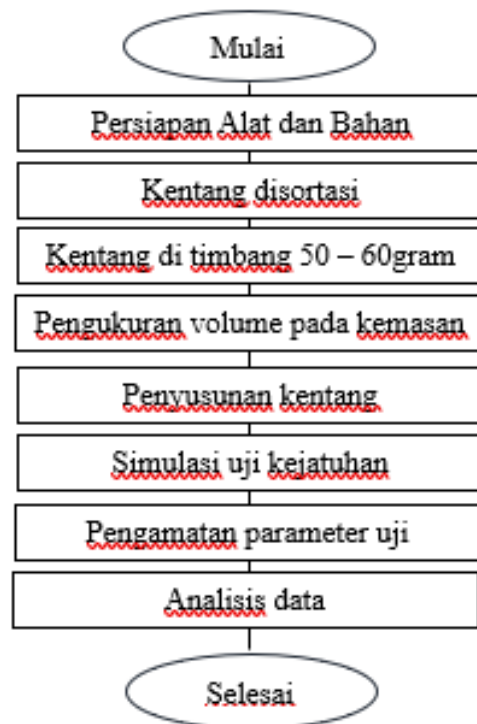 Mulai
Persiapan Alat dan Bahan
Kentang disortasi
Kentang di timbang 50 – 60gram
Pengukuran volume pada kemasan
Penyusunan kentang
Simulasi uji kejatuhan
Pengamatan parameter uji
Analisis data
Selesai